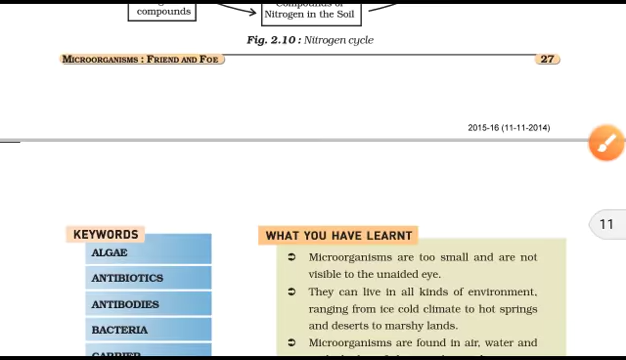 compounds
Nitrogen in the Soil
Fig. 2.10 : Nitrogen cycle
MICROORGANISMS : FRIEND AND FOE
27
2015-16 (11-11-2014)
11
KEYWORDS
ALGAE
ANTIBIOTICS
ANTIBODIES
BACTERIA
WHAT YOU HAVE LEARNT
Microorganisms are too small and are not
visible to the unaided eye.
They can live in all kinds of environment,
ranging from ice cold climate to hot springs
and deserts to marshy lands.
Microorganisms are found in air, water and